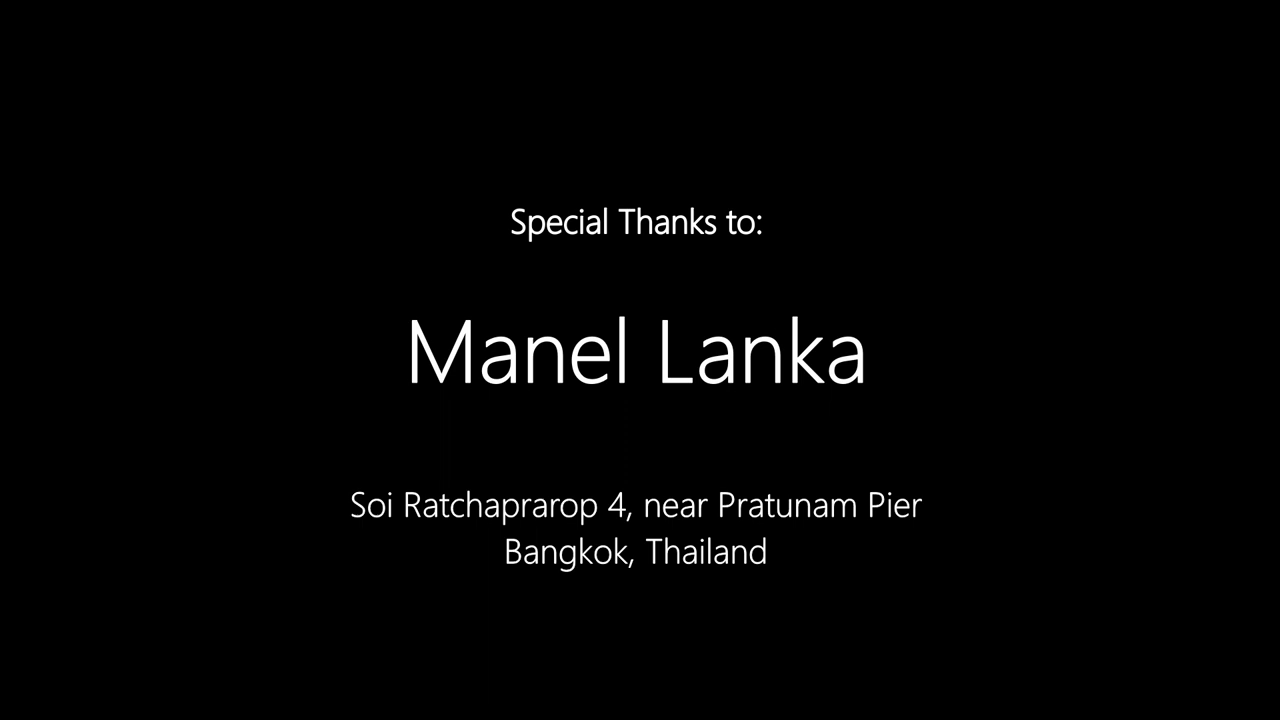 Special Thanks to:
Manel Lanka
Soi Ratchaprarop 4, near Pratunam Pier
Bangkok, Thailand